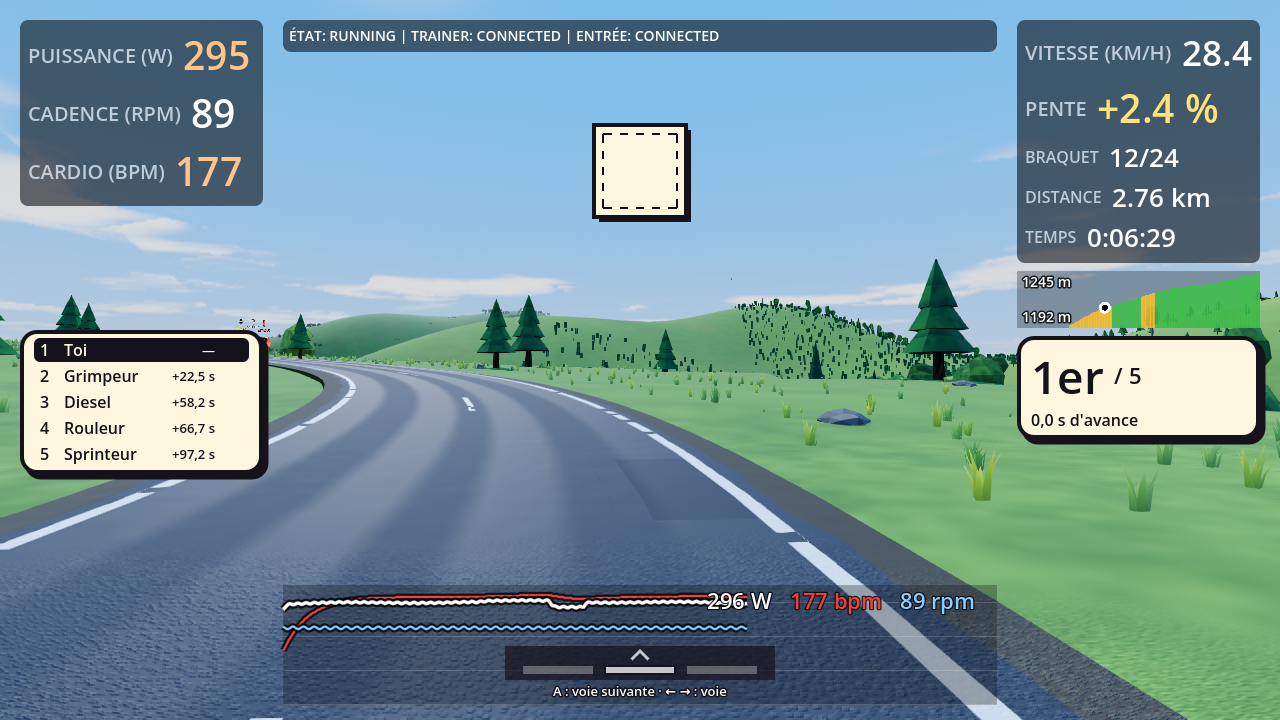 PUISSANCE (W) 295
CADENCE (RPM) 89
CARDIO (BPM) 177
ÉTAT: RUNNING | TRAINER: CONNECTED | ENTRÉE: CONNECTED
VITESSE (KM/H) 28.4
PENTE +2.4 %
BRAQUET 12/24
DISTANCE 2.76 km
TEMPS 0:06:29
1245 m
1192 m
1 Toi —
2 Grimpeur +22,5 s
3 Diesel +58,2 s
4 Rouleur +66,7 s
5 Sprinteur +97,2 s
1er / 5
0,0 s d'avance
296 W 177 bpm 89 rpm
A : voie suivante · ← → : voie